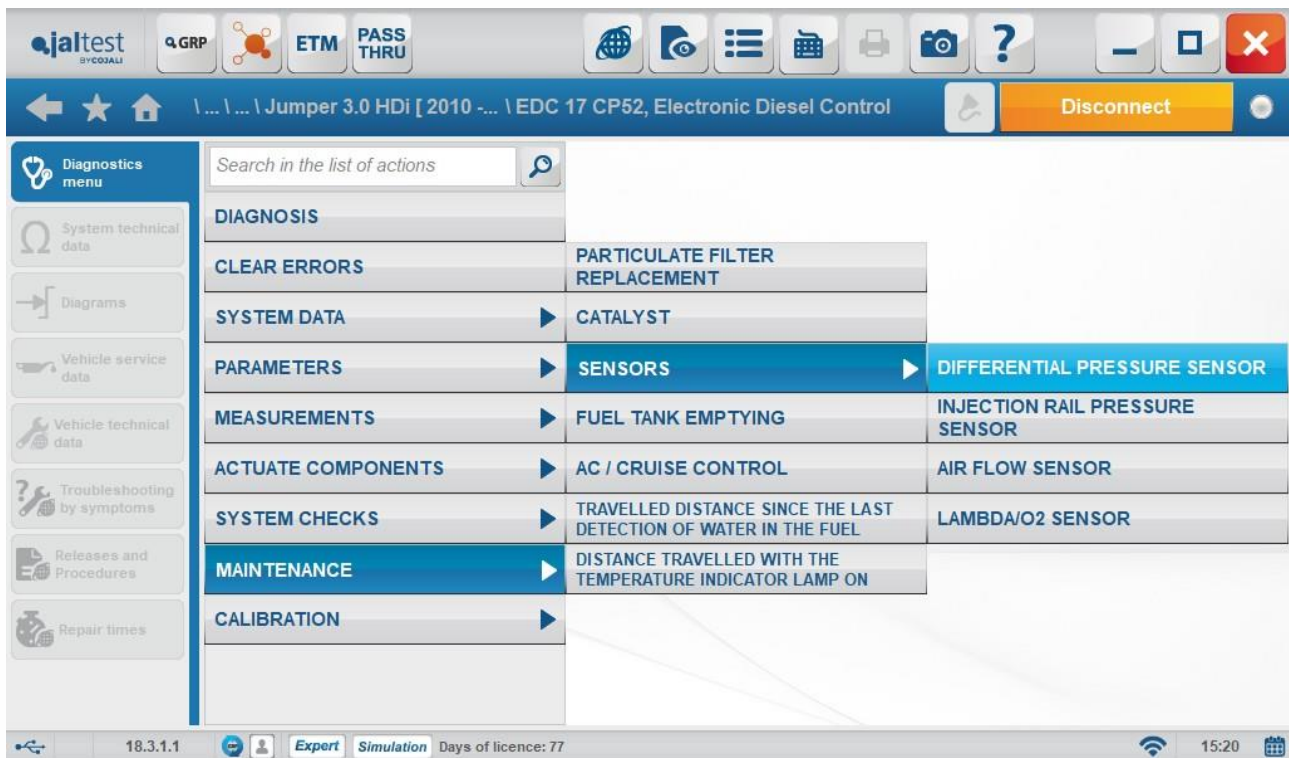 jaltest
BY COJALI
GRP
ETM
PASS
THRU
?
\ ... \ ... \ Jumper 3.0 HDi [ 2010 -... \ EDC 17 CP52, Electronic Diesel Control
Disconnect
Diagnostics
menu
System technical
data
Diagrams
Vehicle service
data
Vehicle technical
data
Troubleshooting
by symptoms
Releases and
Procedures
Repair times
Search in the list of actions
DIAGNOSIS
CLEAR ERRORS
SYSTEM DATA
PARAMETERS
MEASUREMENTS
ACTUATE COMPONENTS
SYSTEM CHECKS
MAINTENANCE
CALIBRATION
PARTICULATE FILTER
REPLACEMENT
CATALYST
SENSORS
FUEL TANK EMPTYING
AC / CRUISE CONTROL
TRAVELLED DISTANCE SINCE THE LAST
DETECTION OF WATER IN THE FUEL
DISTANCE TRAVELLED WITH THE
TEMPERATURE INDICATOR LAMP ON
DIFFERENTIAL PRESSURE SENSOR
INJECTION RAIL PRESSURE
SENSOR
AIR FLOW SENSOR
LAMBDA/O2 SENSOR
18.3.1.1
Expert
Simulation
Days of licence: 77
15:20